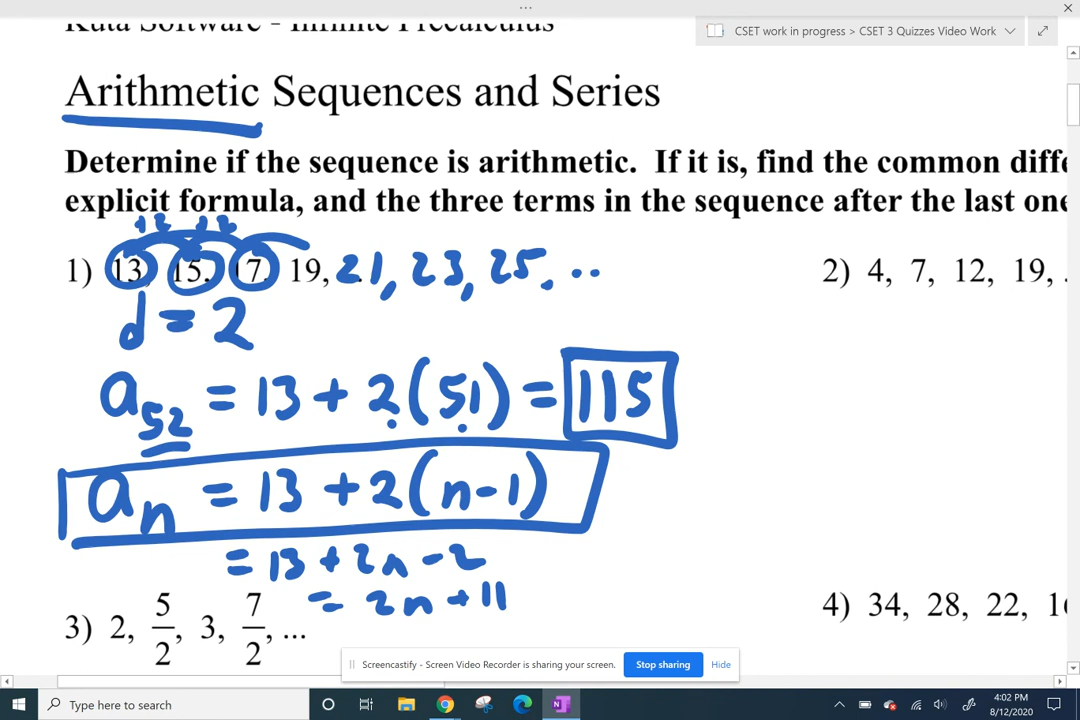 Kuta Software - Infinite Precalculus
CSET work in progress > CSET 3 Quizzes Video Work
Arithmetic Sequences and Series
Determine if the sequence is arithmetic. If it is, find the common diffe
explicit formula, and the three terms in the sequence after the last one
+2 +2
1) 13, 15, 17, 19, 21, 23, 25, ...
2) 4, 7, 12, 19, .
d = 2
a52 = 13 + 2(51) = 115
an = 13 + 2(n-1)
= 13 + 2n - 2
= 2n + 11
3) 2, 5/2, 3, 7/2, ...
4) 34, 28, 22, 16
Screencastify - Screen Video Recorder is sharing your screen.
Stop sharing
Hide
Type here to search
4:02 PM
8/12/2020